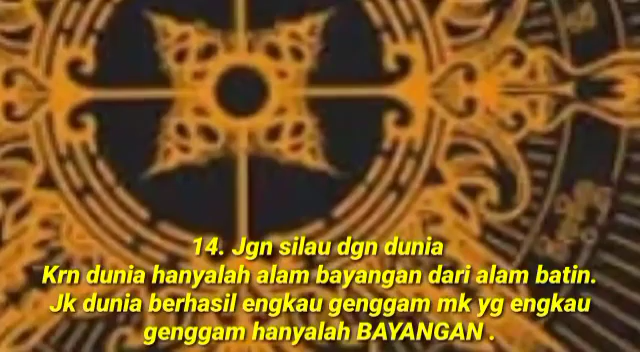 14. Jgn silau dgn dunia
Krn dunia hanyalah alam bayangan dari alam batin.
Jk dunia berhasil engkau genggam mk yg engkau
genggam hanyalah BAYANGAN .